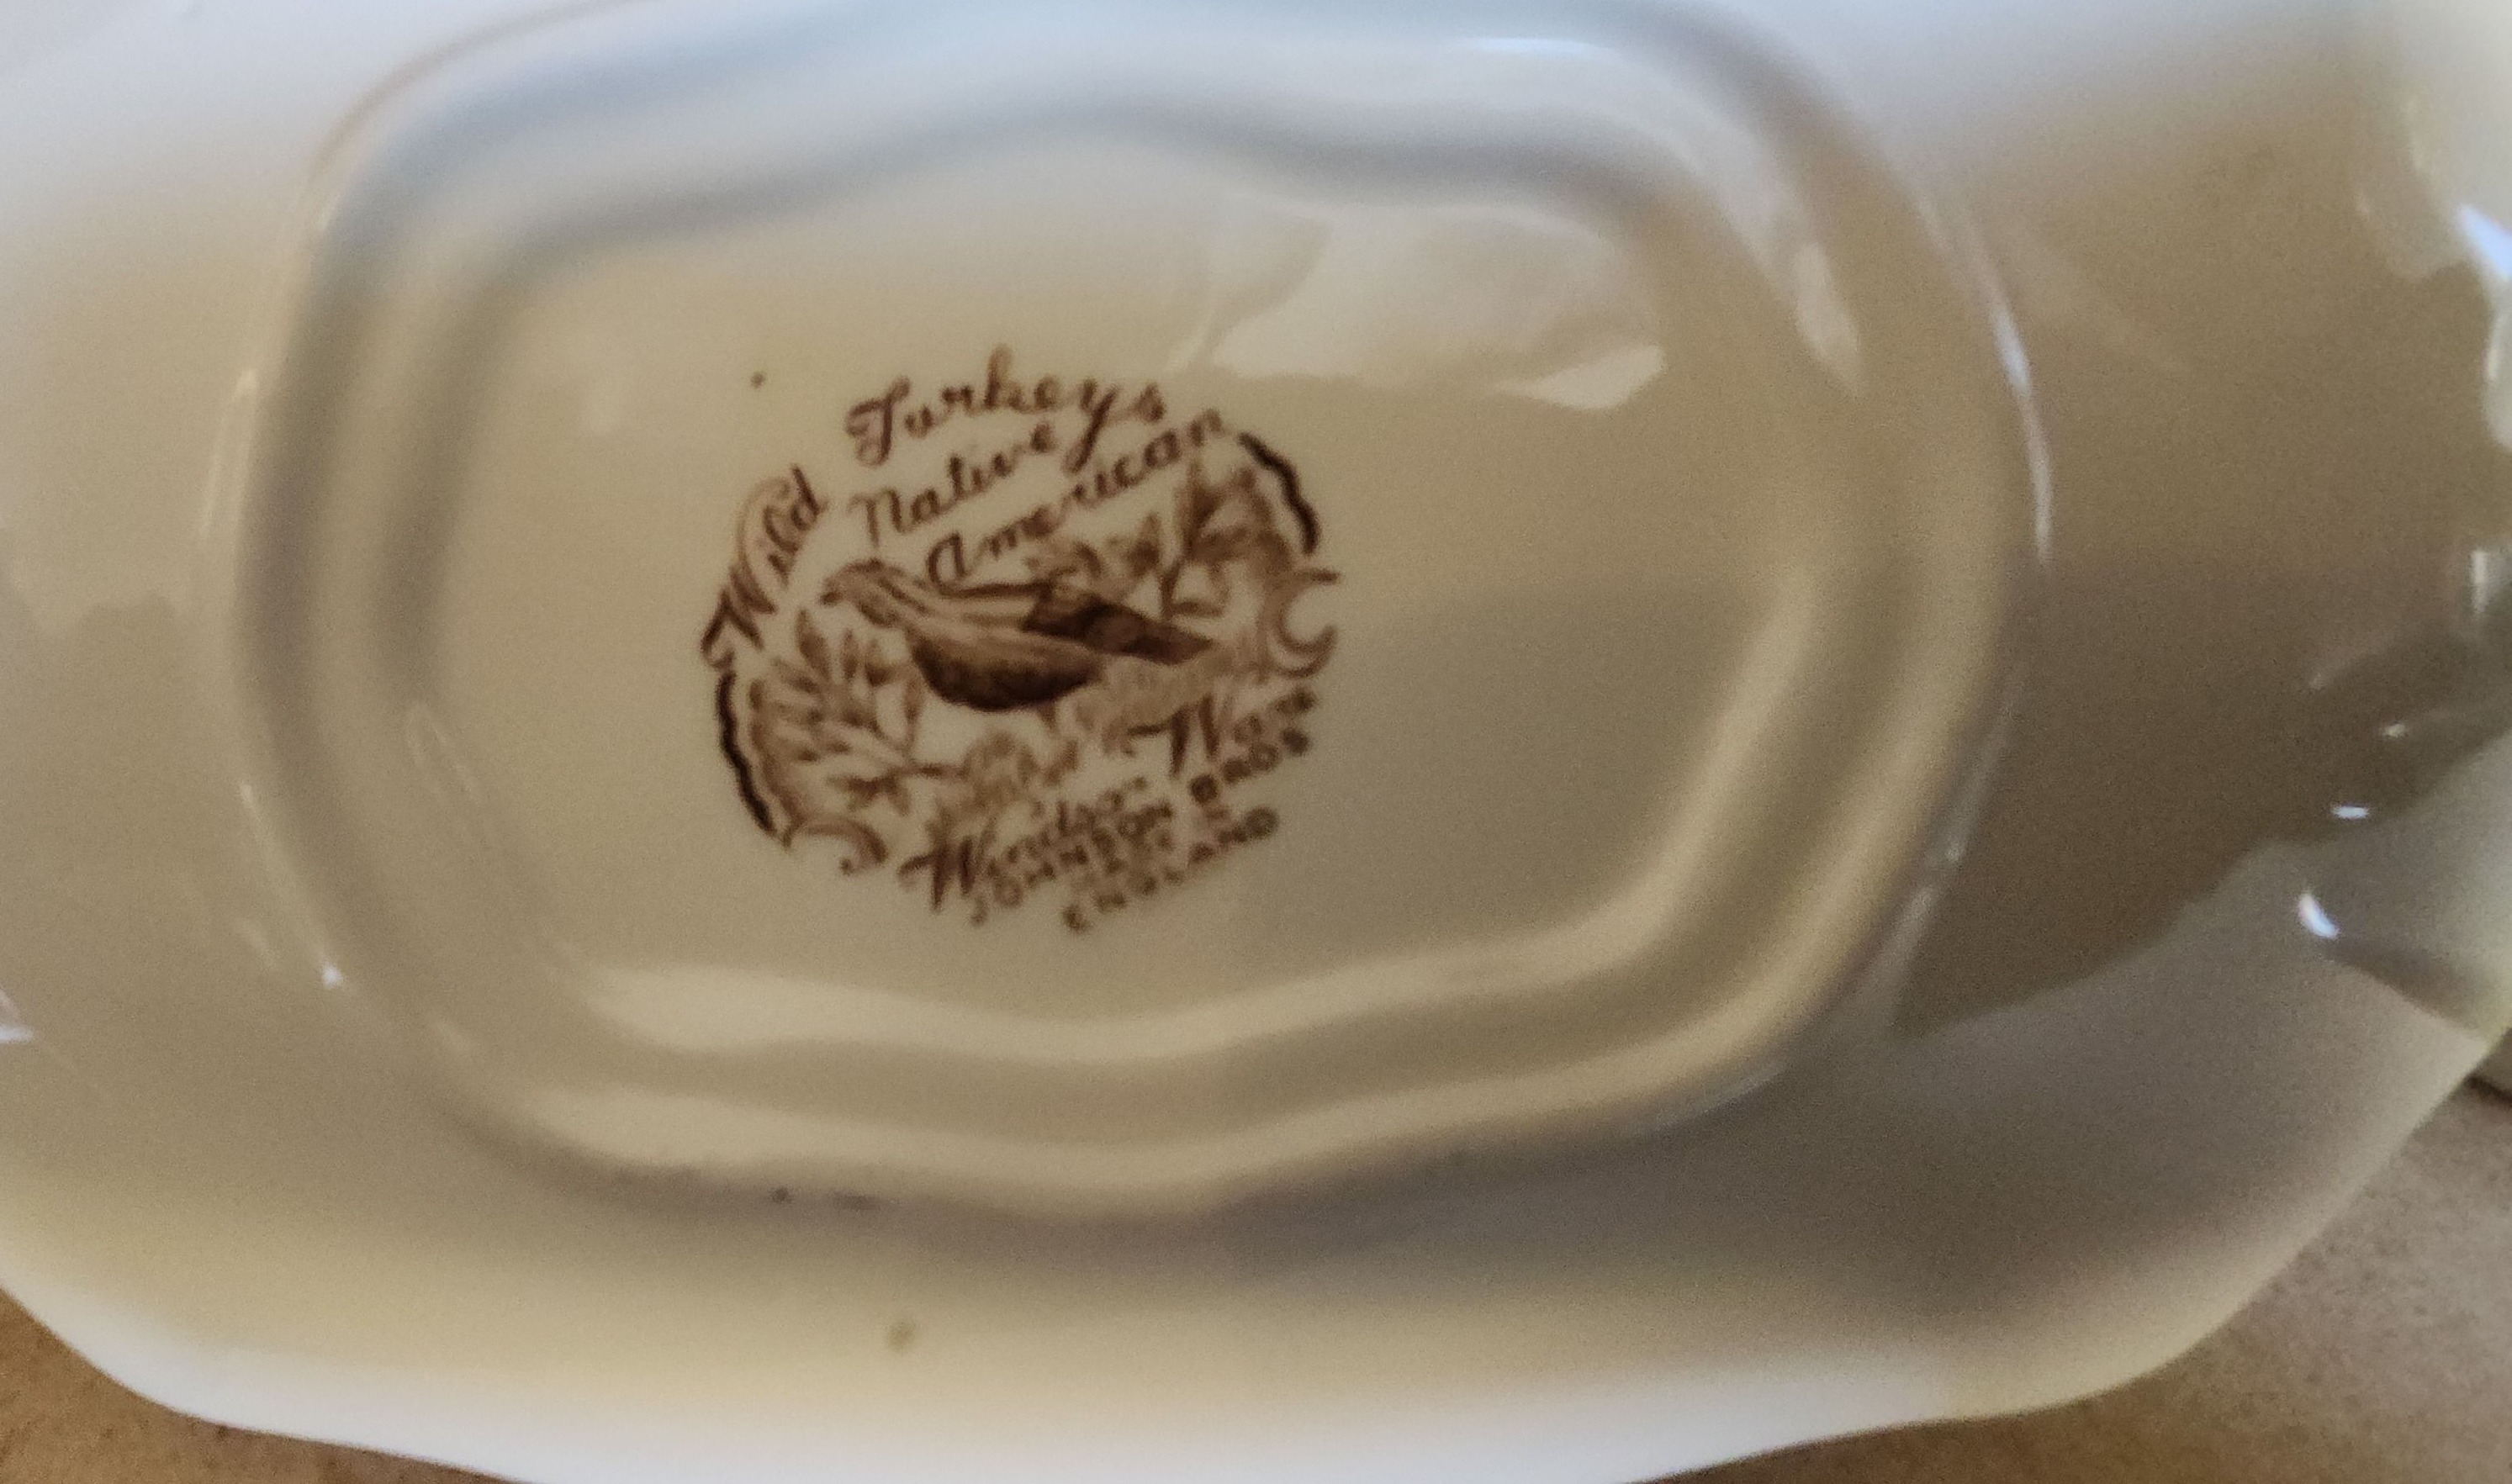 Wild Turkeys
Native
American
Windsor Ware
JOHNSON BROS
ENGLAND